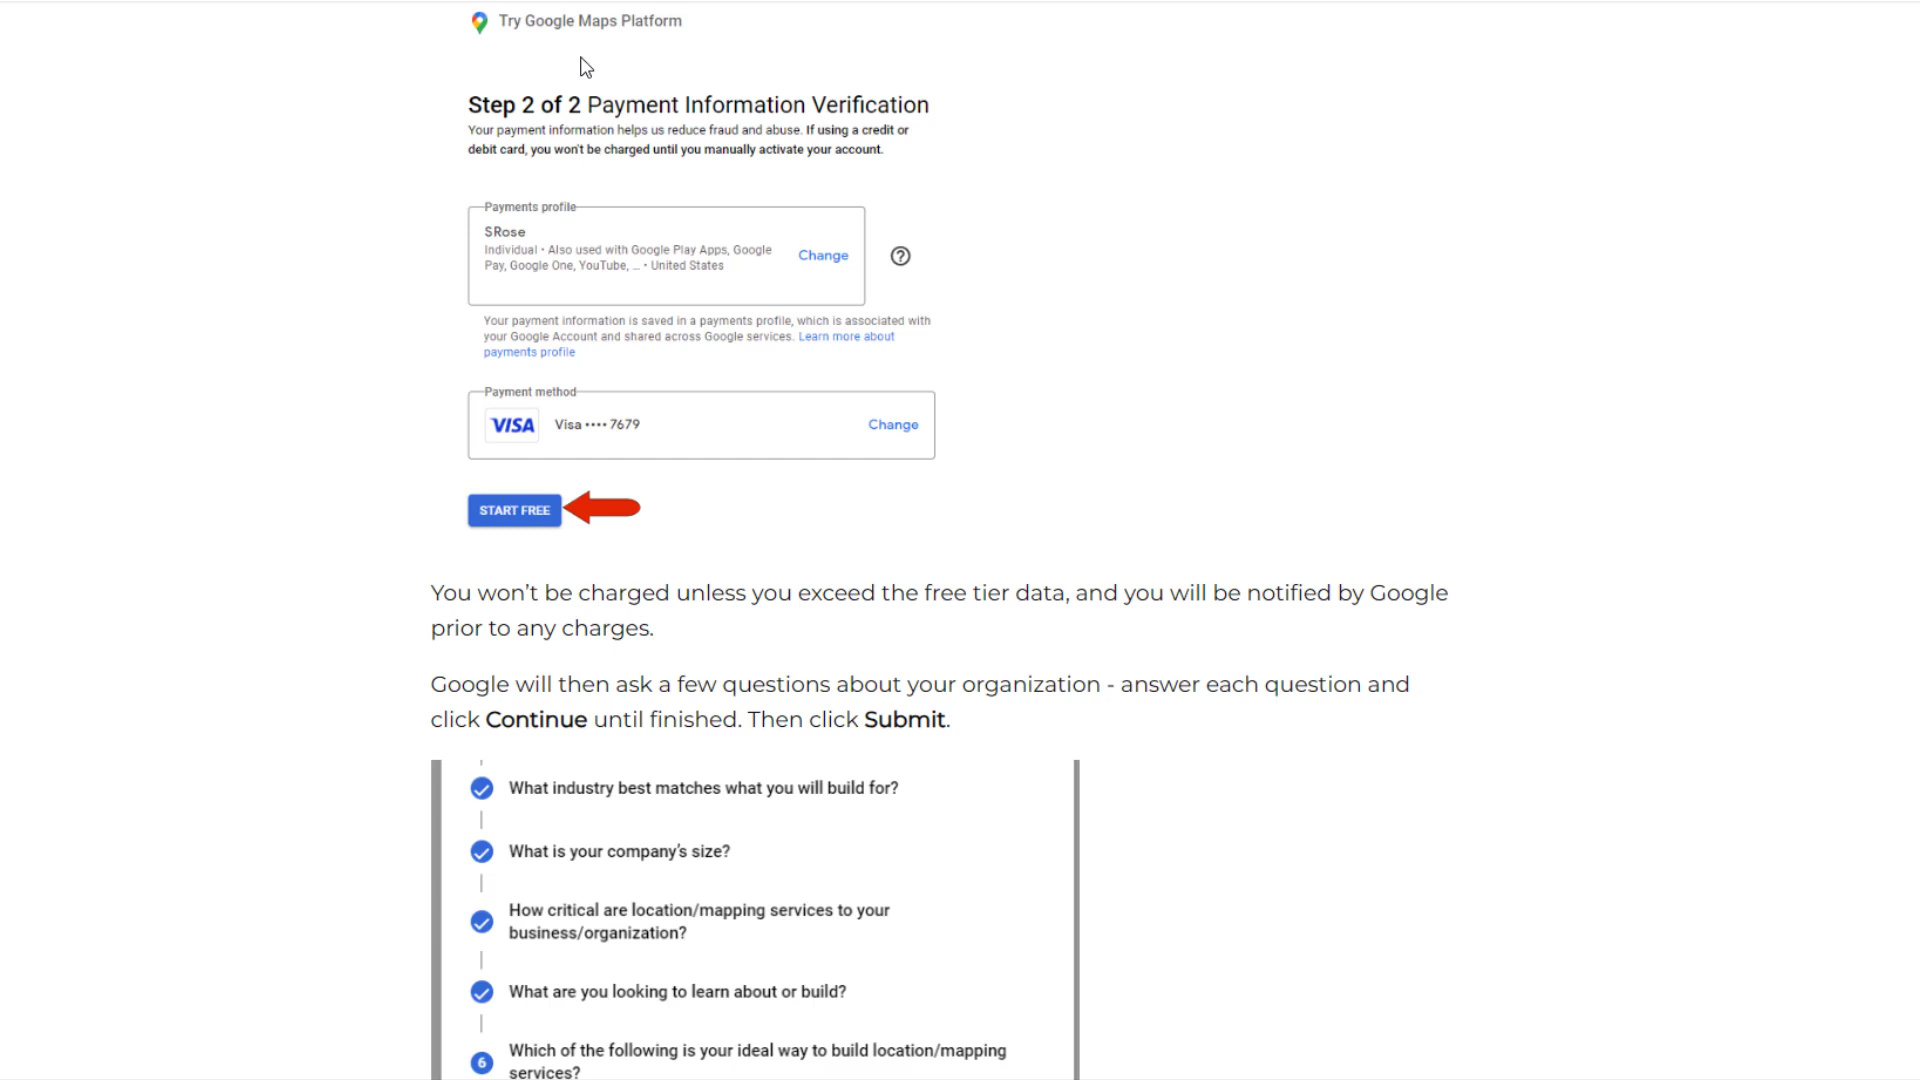 Try Google Maps Platform
Step 2 of 2 Payment Information Verification
Your payment information helps us reduce fraud and abuse. If using a credit or
debit card, you won't be charged until you manually activate your account.
Payments profile
SRose
Individual • Also used with Google Play Apps, Google
Pay, Google One, YouTube, ... • United States
Change
?
Your payment information is saved in a payments profile, which is associated with
your Google Account and shared across Google services. Learn more about
payments profile
Payment method
VISA Visa •••• 7679 Change
START FREE
You won’t be charged unless you exceed the free tier data, and you will be notified by Google
prior to any charges.
Google will then ask a few questions about your organization - answer each question and
click Continue until finished. Then click Submit.
What industry best matches what you will build for?
What is your company’s size?
How critical are location/mapping services to your
business/organization?
What are you looking to learn about or build?
6 Which of the following is your ideal way to build location/mapping
services?